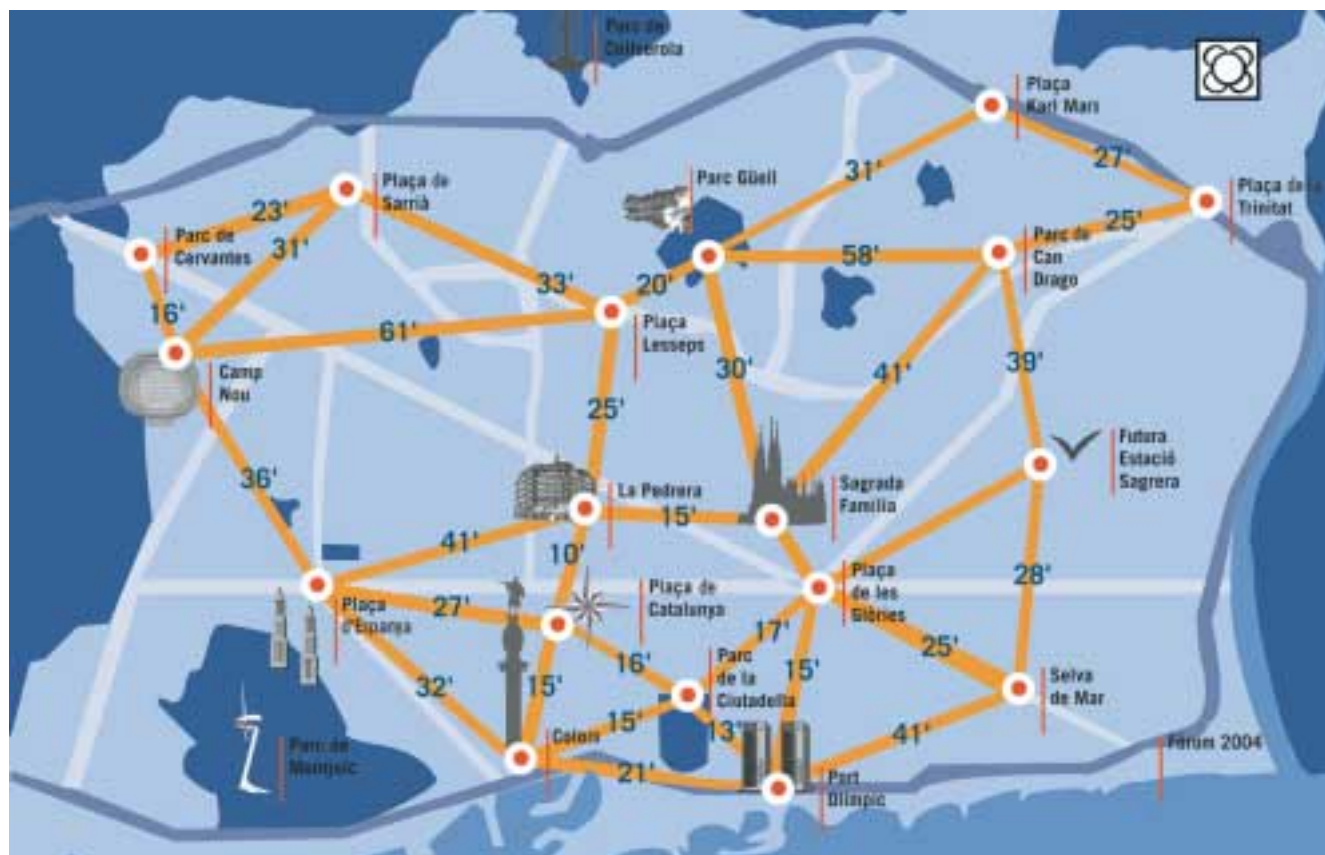 Parc de
Collserola
Plaça
Karl Marx
27'
31'
Plaça de la
Trinitat
Plaça de
Sarrià
Parc Güell
23'
25'
Parc de
Cervantes
31'
Parc de
Can
Drago
58'
33'
20'
16'
61'
Plaça
Lesseps
Camp
Nou
30'
41'
39'
25'
Futura
Estació
Sagrera
36'
La Pedrera
Sagrada
Familia
15'
41'
10'
28'
Plaça de
Catalunya
Plaça
de les
Glòries
Plaça
d'Espanya
27'
17'
16'
15'
25'
Parc
de la
Ciutadella
Selva
de Mar
32'
15'
15'
13'
41'
Colom
Parc de
Montjuic
Forum 2004
21'
Port
Olímpic